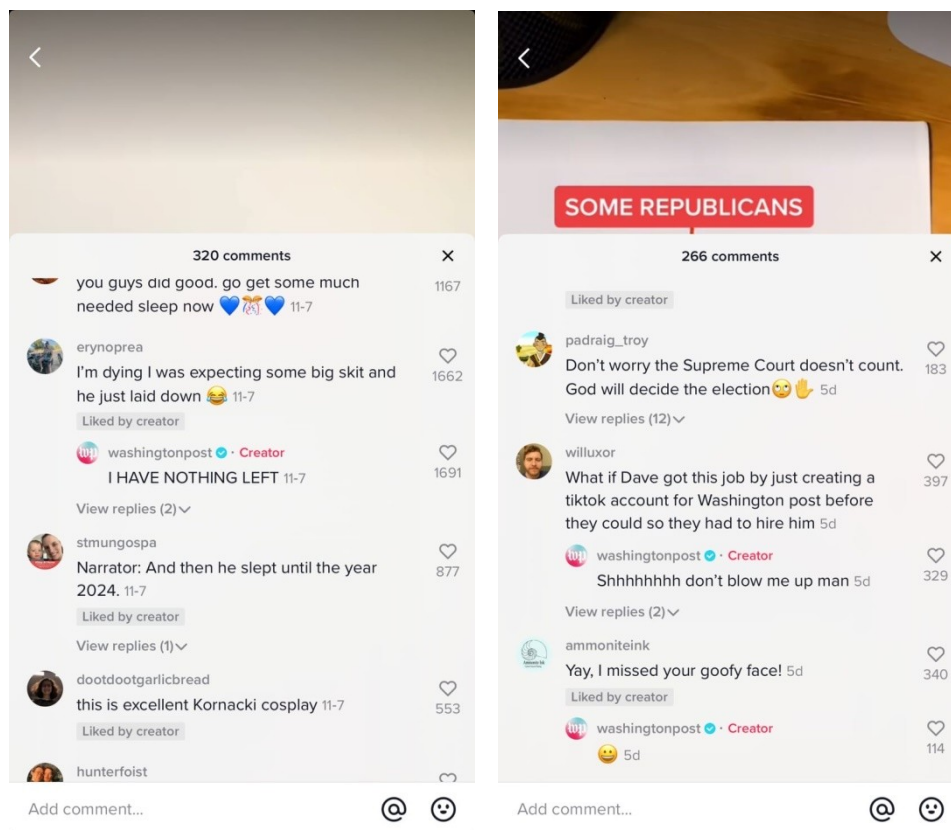 320 comments
you guys did good. go get some much
needed sleep now 💙🎊💙 11-7
1167
erynoprea
I'm dying I was expecting some big skit and
he just laid down 😂 11-7
1662
Liked by creator
washingtonpost · Creator
I HAVE NOTHING LEFT 11-7
1691
View replies (2)
stmungospa
Narrator: And then he slept until the year
2024. 11-7
877
Liked by creator
View replies (1)
dootdootgarlicbread
this is excellent Kornacki cosplay 11-7
553
Liked by creator
hunterfoist
Add comment...
SOME REPUBLICANS
266 comments
Liked by creator
padraig_troy
Don't worry the Supreme Court doesn't count.
God will decide the election🙄✋ 5d
183
View replies (12)
willuxor
What if Dave got this job by just creating a
tiktok account for Washington post before
they could so they had to hire him 5d
397
washingtonpost · Creator
Shhhhhhhh don't blow me up man 5d
329
View replies (2)
ammoniteink
Yay, I missed your goofy face! 5d
340
Liked by creator
washingtonpost · Creator
😀 5d
114
Add comment...